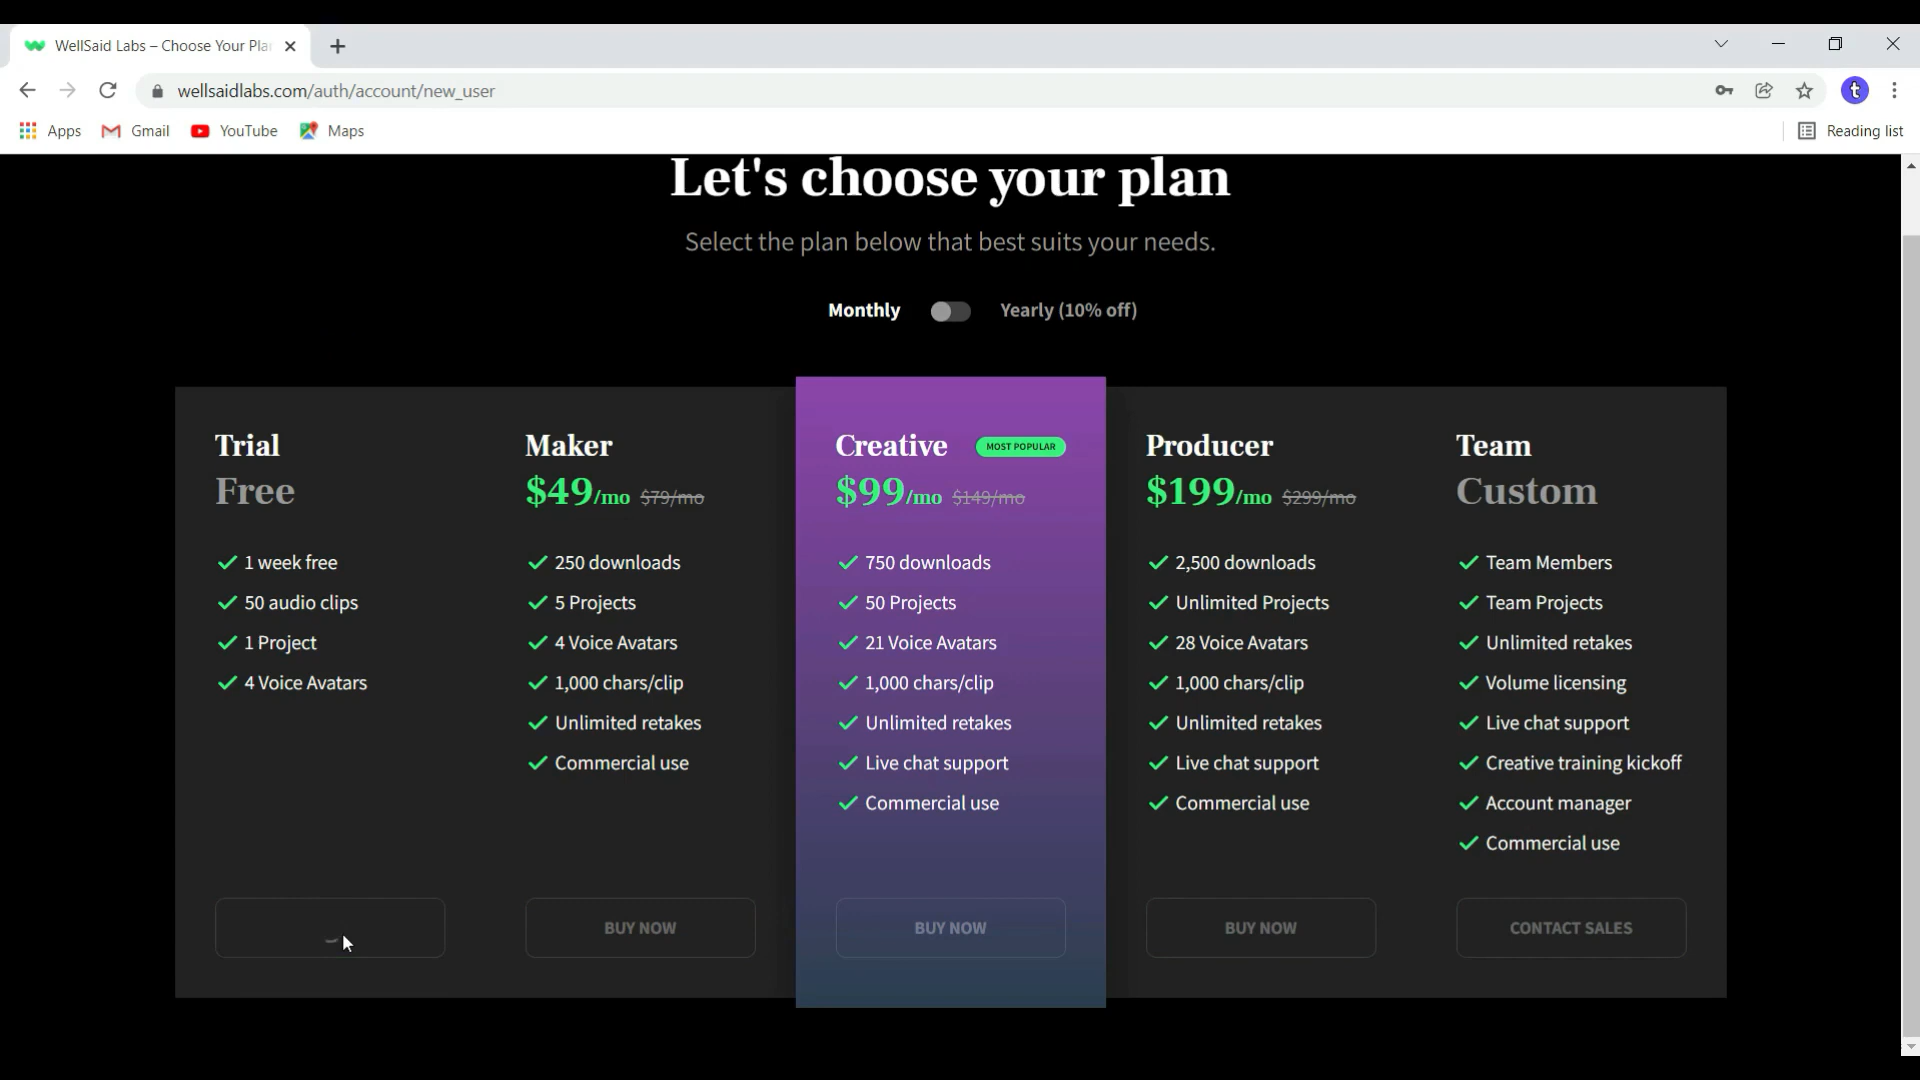 WellSaid Labs – Choose Your Pla
wellsaidlabs.com/auth/account/new_user
t
Apps
Gmail
YouTube
Maps
Reading list
Let's choose your plan
Select the plan below that best suits your needs.
Monthly
Yearly (10% off)
Trial
Free
1 week free
50 audio clips
1 Project
4 Voice Avatars
Maker
$49/mo $79/mo
250 downloads
5 Projects
4 Voice Avatars
1,000 chars/clip
Unlimited retakes
Commercial use
BUY NOW
Creative MOST POPULAR
$99/mo $149/mo
750 downloads
50 Projects
21 Voice Avatars
1,000 chars/clip
Unlimited retakes
Live chat support
Commercial use
BUY NOW
Producer
$199/mo $299/mo
2,500 downloads
Unlimited Projects
28 Voice Avatars
1,000 chars/clip
Unlimited retakes
Live chat support
Commercial use
BUY NOW
Team
Custom
Team Members
Team Projects
Unlimited retakes
Volume licensing
Live chat support
Creative training kickoff
Account manager
Commercial use
CONTACT SALES